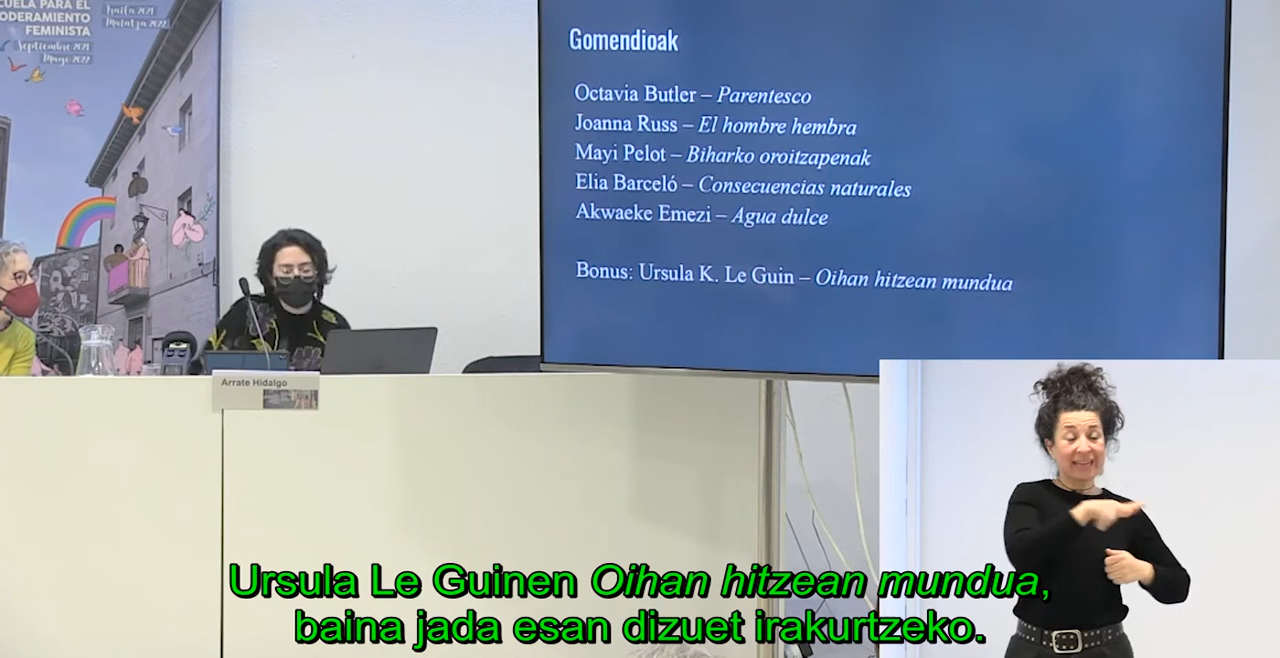 CUELA PARA EL
ODERAMIENTO
FEMINISTA
Septiembre 2021
Mayo 2022
Iraila 2021
Maiatza 2022
Gomendioak
Octavia Butler – Parentesco
Joanna Russ – El hombre hembra
Mayi Pelot – Biharko oroitzapenak
Elia Barceló – Consecuencias naturales
Akwaeke Emezi – Agua dulce
Bonus: Ursula K. Le Guin – Oihan hitzean mundua
Arrate Hidalgo
Ursula Le Guinen Oihan hitzean mundua,
baina jada esan dizuet irakurtzeko.